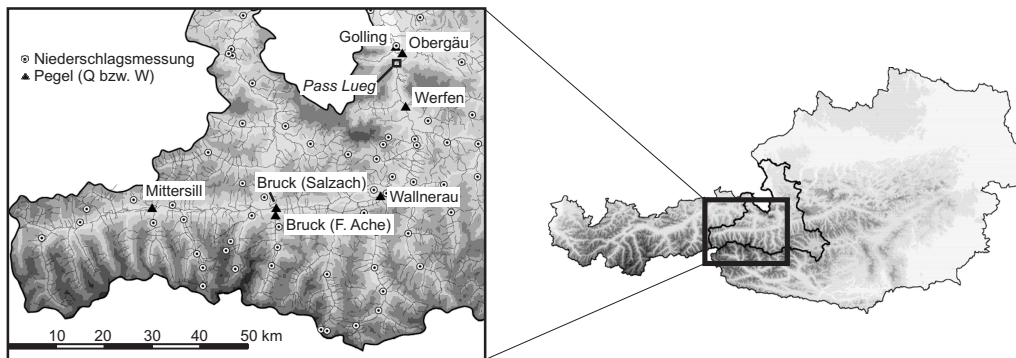 Golling
Obergäu
Niederschlagsmessung
Pegel (Q bzw. W)
Pass Lueg
Werfen
Bruck (Salzach)
Mittersill
Wallnerau
Bruck (F. Ache)
10 20 30 40 50 km